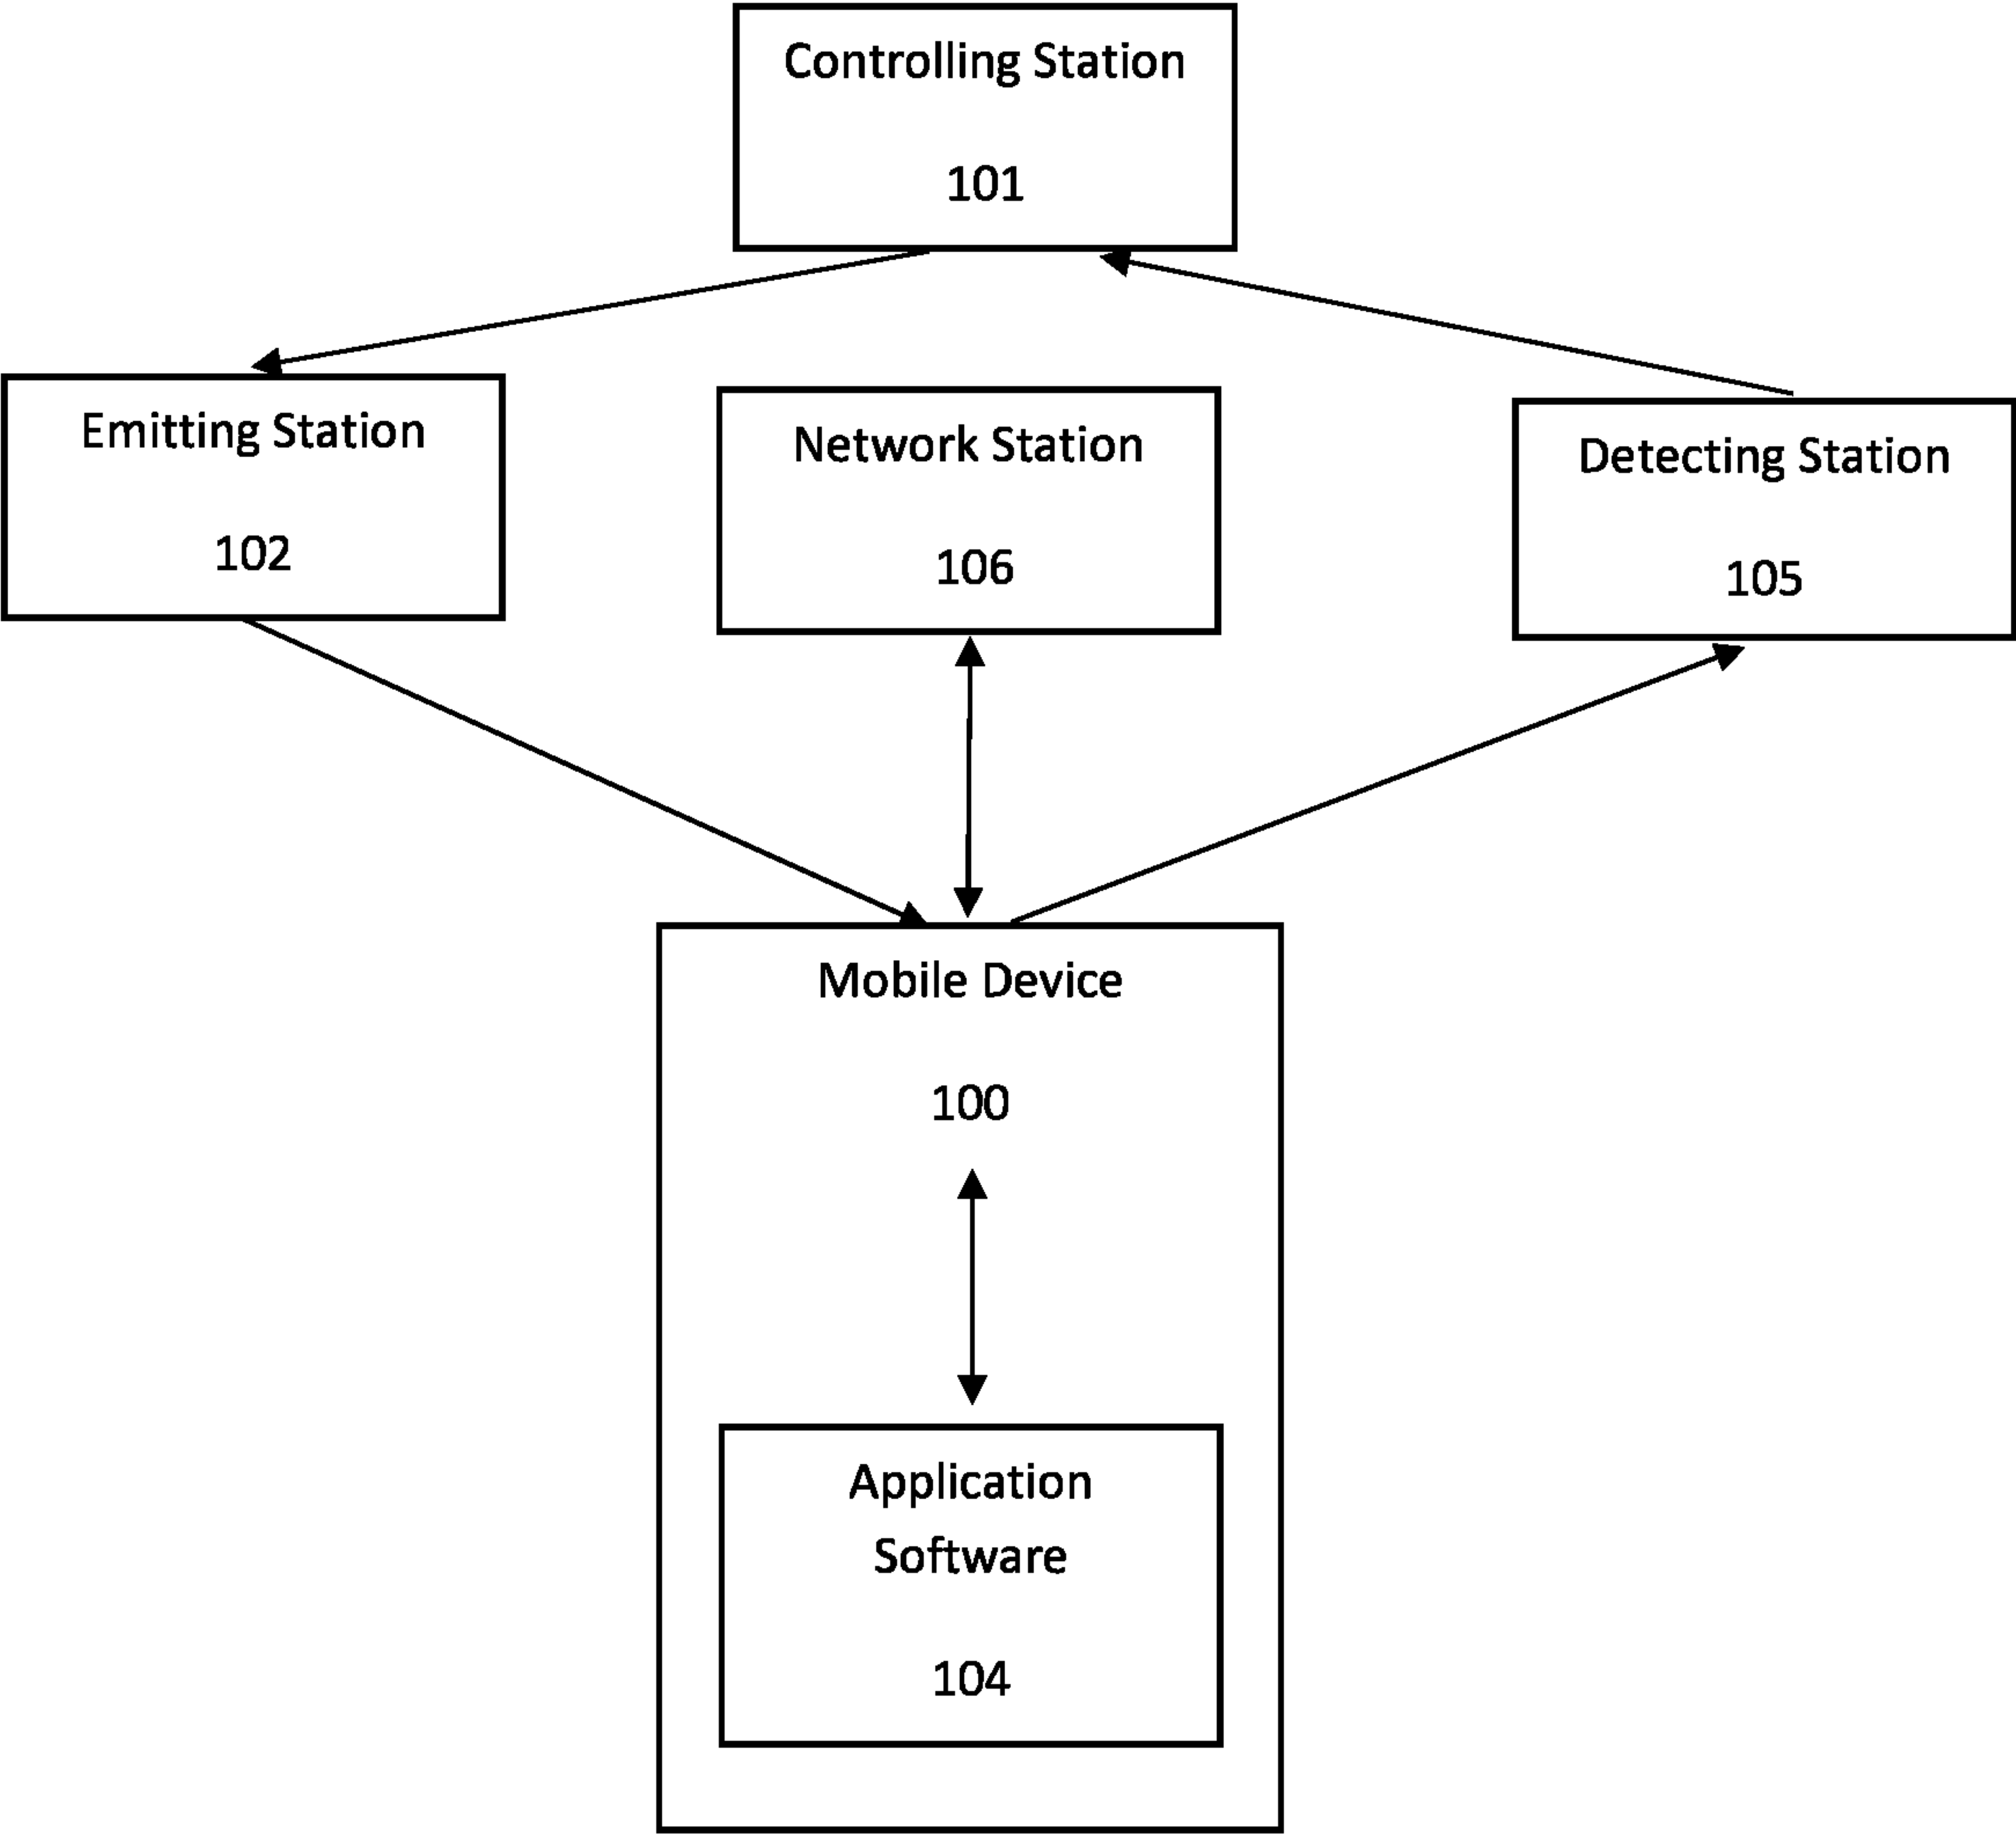 Controlling Station
101
Emitting Station
102
Network Station
106
Detecting Station
105
Mobile Device
100
Application
Software
104